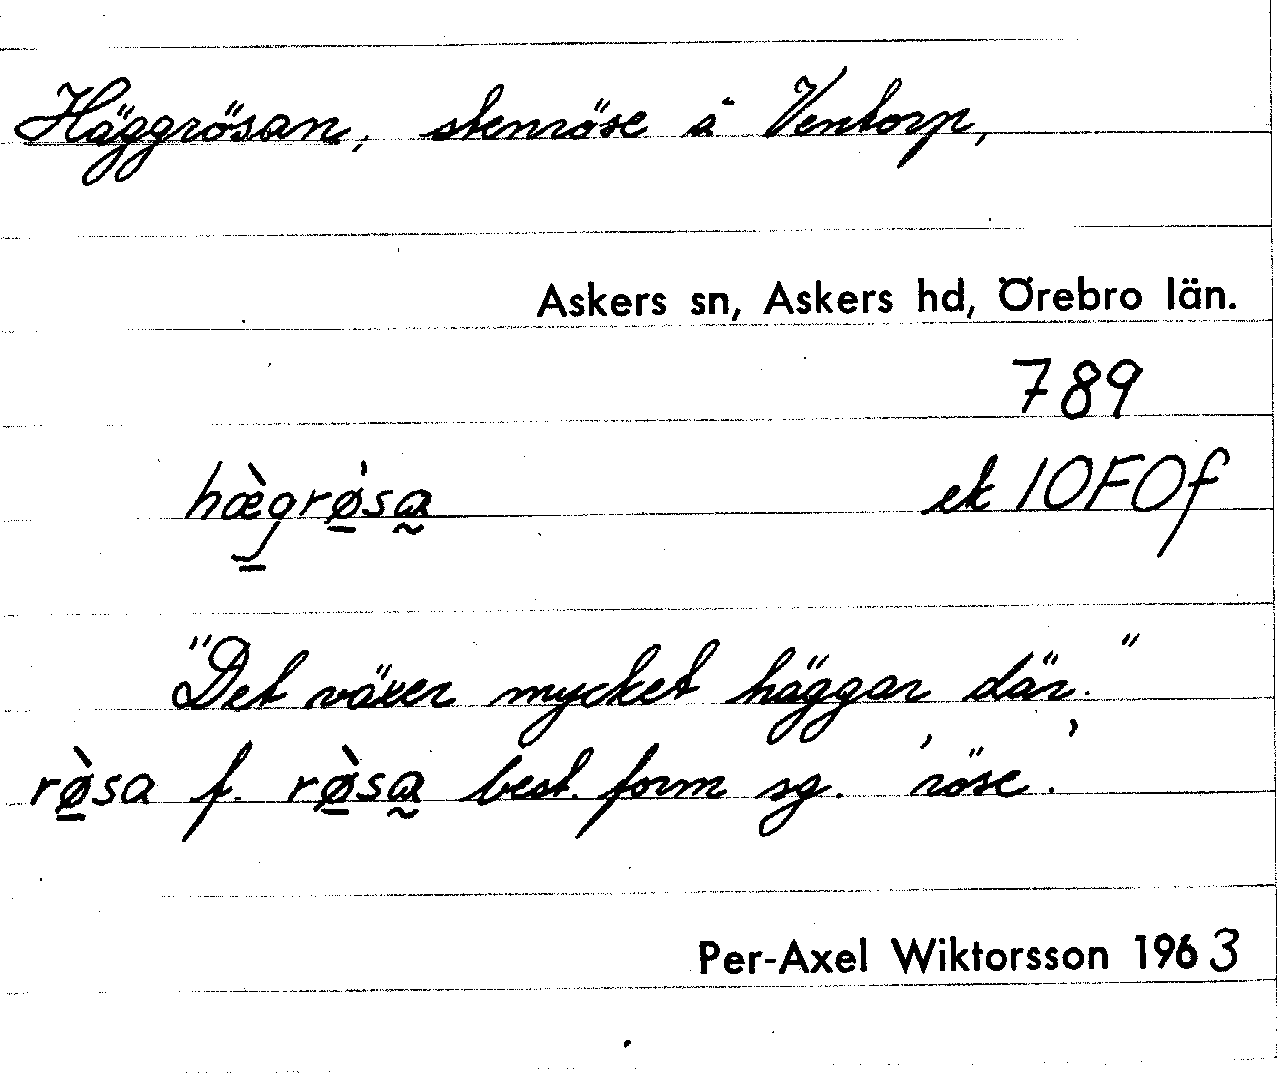 Häggrösan, stenröse å Ventorp,
Askers sn, Askers hd, Örebro län.
789
hæ̀grø̠̍sa̰ ek 10F0f
"Det växer mycket häggar där."
rø̠̀sa f. rø̠̀sa̰ best. form sg. 'röse'.
Per-Axel Wiktorsson 1963